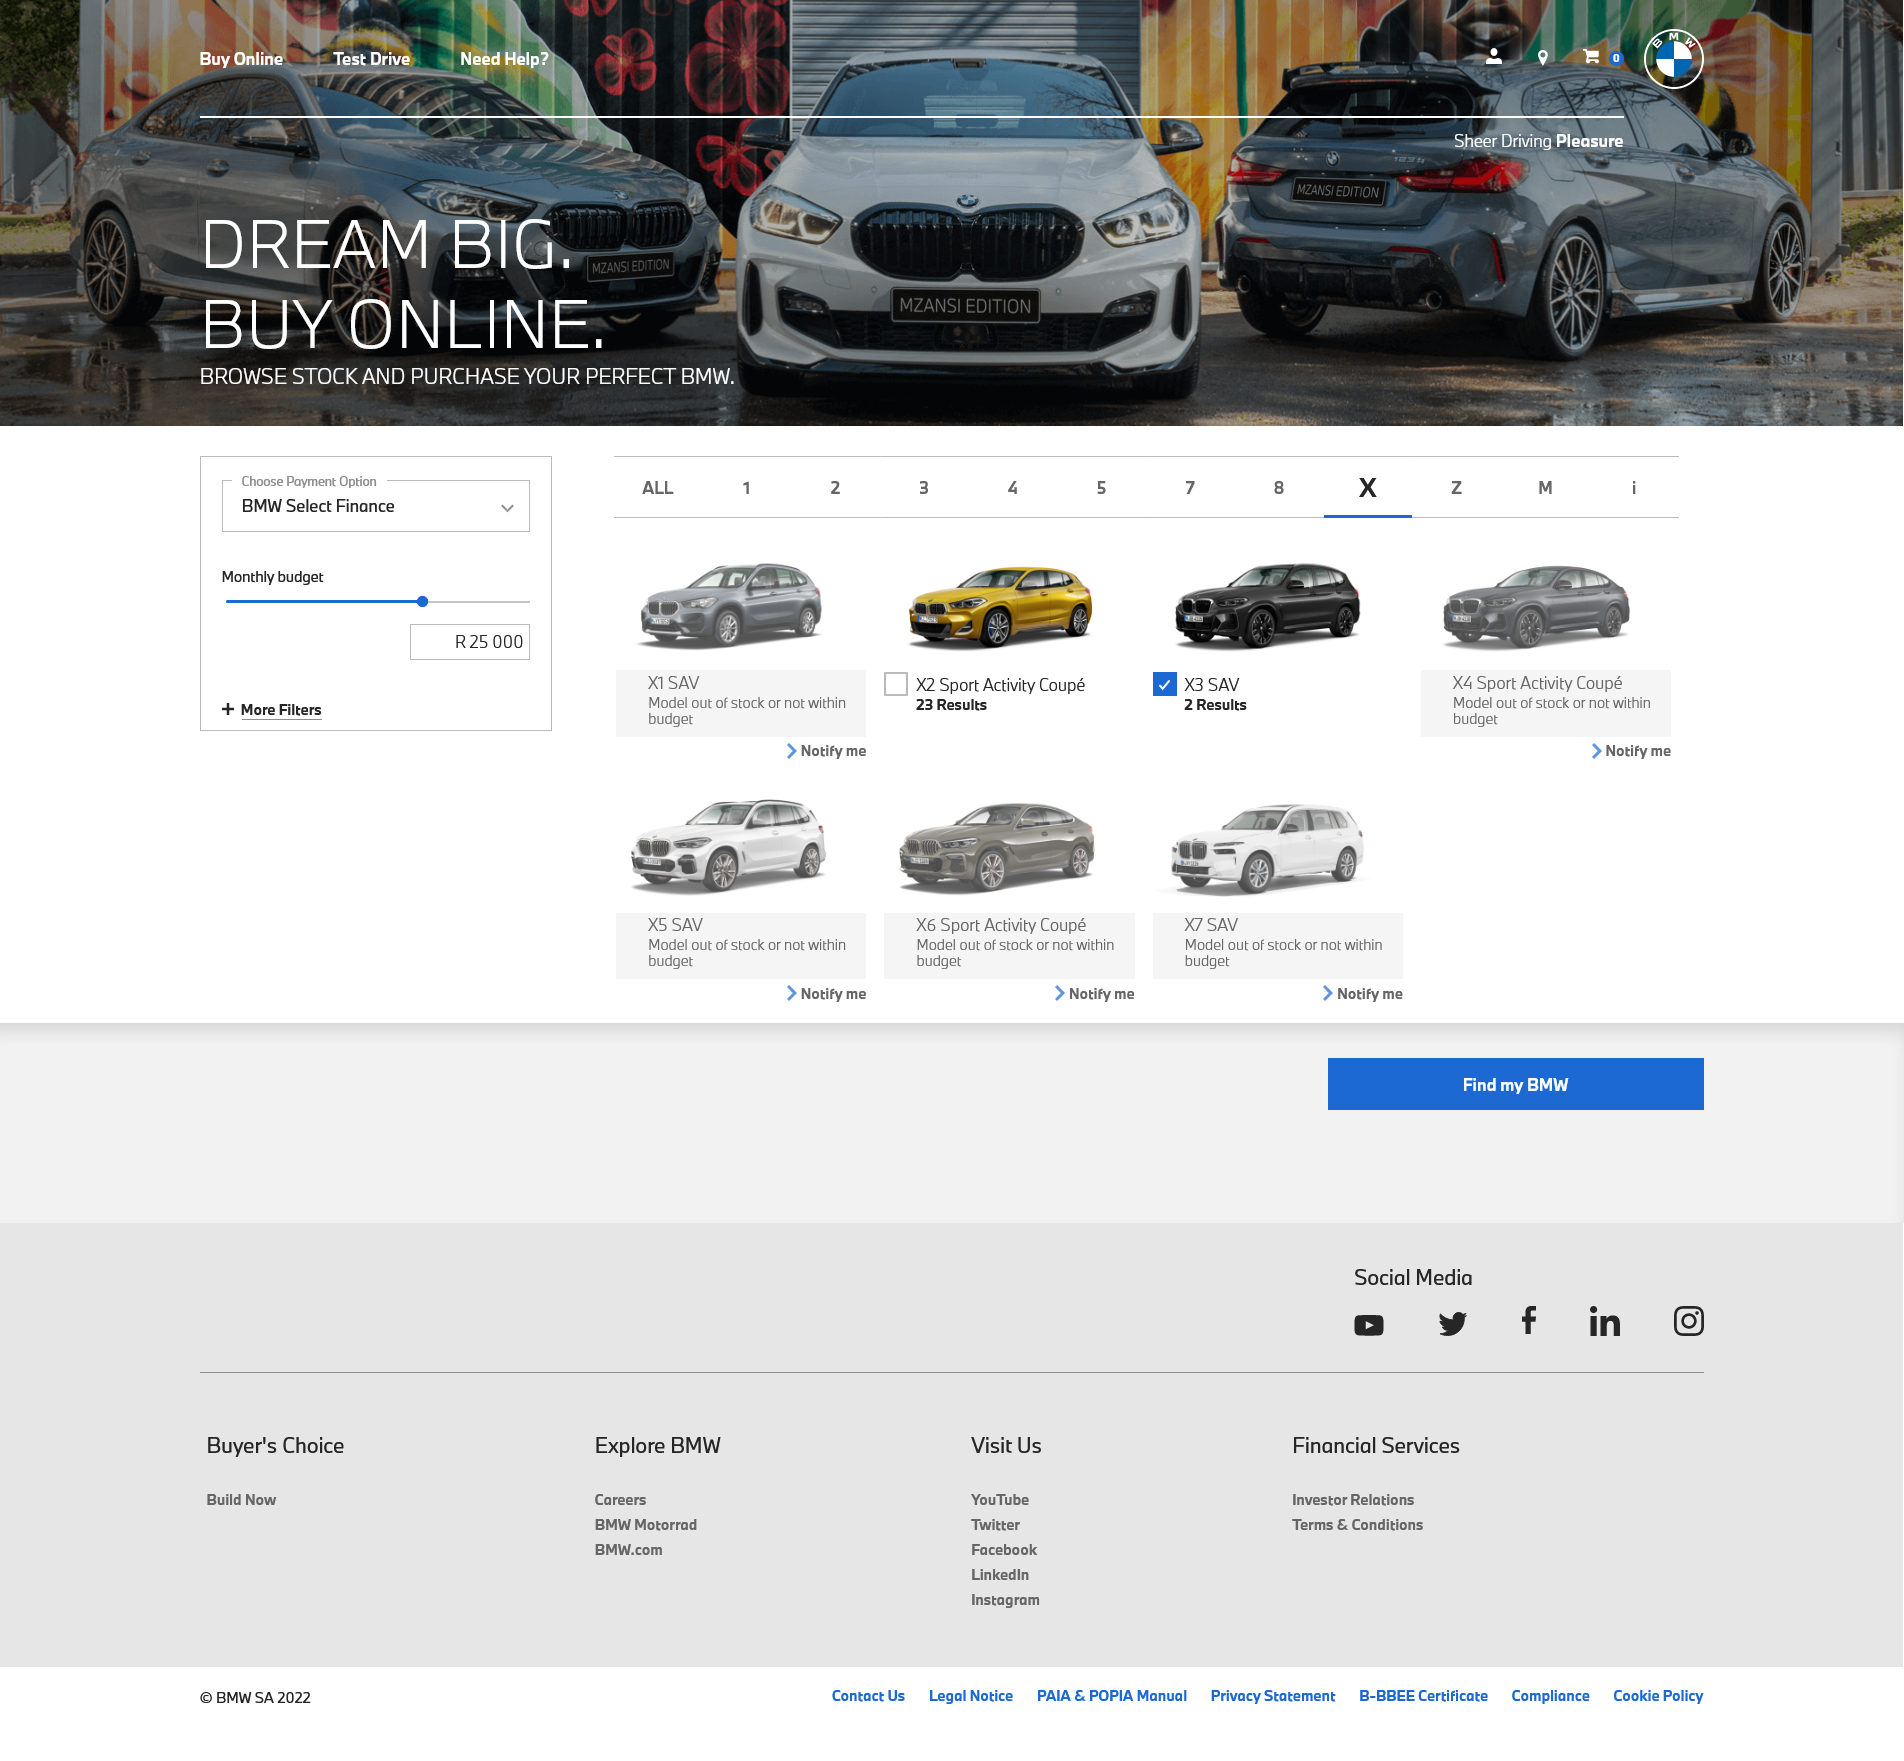 Buy Online
Test Drive
Need Help?
0
BMW
Sheer Driving Pleasure
MZANSI EDITION
MZANSI EDITION
MZANSI EDITION
DREAM BIG.
BUY ONLINE.
BROWSE STOCK AND PURCHASE YOUR PERFECT BMW.
Choose Payment Option
BMW Select Finance
Monthly budget
R 25 000
+ More Filters
ALL
1
2
3
4
5
7
8
X
Z
M
i
X1 SAV
Model out of stock or not within
budget
Notify me
X2 Sport Activity Coupé
23 Results
X3 SAV
2 Results
X4 Sport Activity Coupé
Model out of stock or not within
budget
Notify me
X5 SAV
Model out of stock or not within
budget
Notify me
X6 Sport Activity Coupé
Model out of stock or not within
budget
Notify me
X7 SAV
Model out of stock or not within
budget
Notify me
Find my BMW
Social Media
Buyer's Choice
Build Now
Explore BMW
Careers
BMW Motorrad
BMW.com
Visit Us
YouTube
Twitter
Facebook
LinkedIn
Instagram
Financial Services
Investor Relations
Terms & Conditions
© BMW SA 2022
Contact Us
Legal Notice
PAIA & POPIA Manual
Privacy Statement
B-BBEE Certificate
Compliance
Cookie Policy